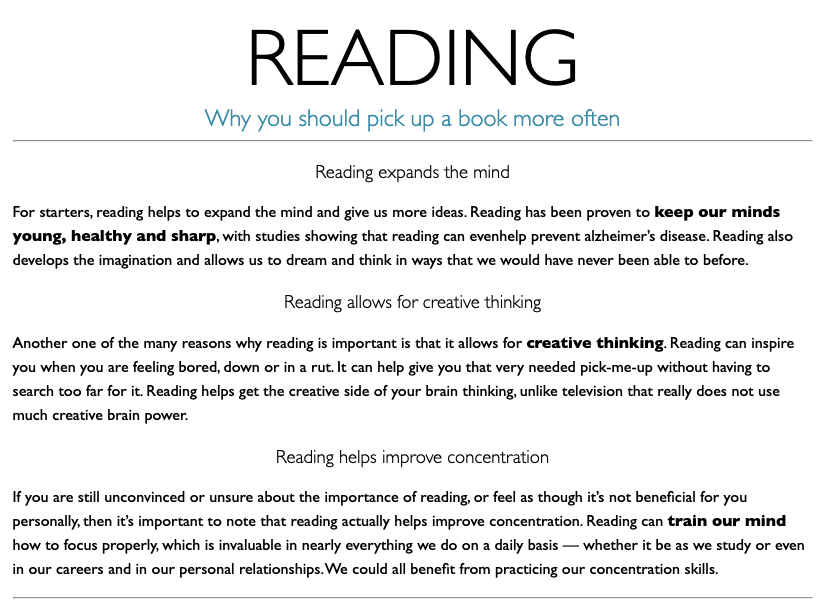 READING
Why you should pick up a book more often
Reading expands the mind
For starters, reading helps to expand the mind and give us more ideas. Reading has been proven to keep our minds
young, healthy and sharp, with studies showing that reading can evenhelp prevent alzheimer’s disease. Reading also
develops the imagination and allows us to dream and think in ways that we would have never been able to before.
Reading allows for creative thinking
Another one of the many reasons why reading is important is that it allows for creative thinking. Reading can inspire
you when you are feeling bored, down or in a rut. It can help give you that very needed pick-me-up without having to
search too far for it. Reading helps get the creative side of your brain thinking, unlike television that really does not use
much creative brain power.
Reading helps improve concentration
If you are still unconvinced or unsure about the importance of reading, or feel as though it’s not beneficial for you
personally, then it’s important to note that reading actually helps improve concentration. Reading can train our mind
how to focus properly, which is invaluable in nearly everything we do on a daily basis — whether it be as we study or even
in our careers and in our personal relationships.We could all benefit from practicing our concentration skills.